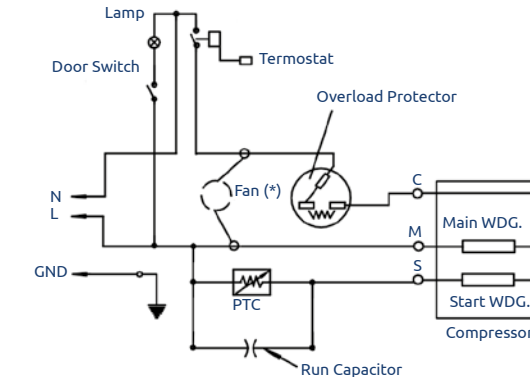 Lamp
Termostat
Door Switch
Overload Protector
C
N
Fan (*)
L
M
Main WDG.
S
GND
PTC
Start WDG.
Compressor
Run Capacitor